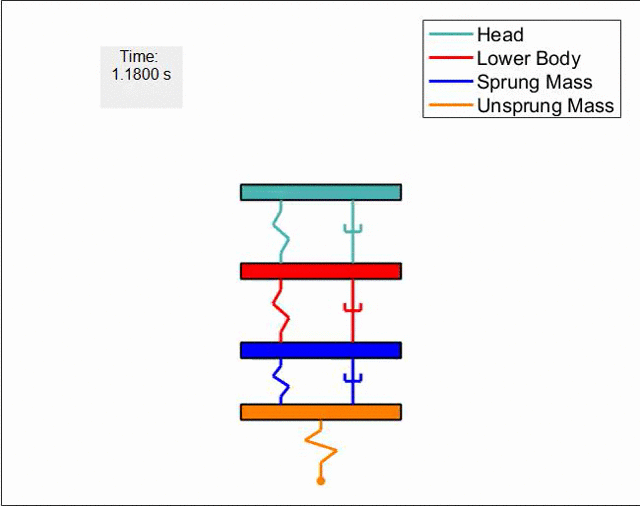 Time:
1.1800 s
Head
Lower Body
Sprung Mass
Unsprung Mass